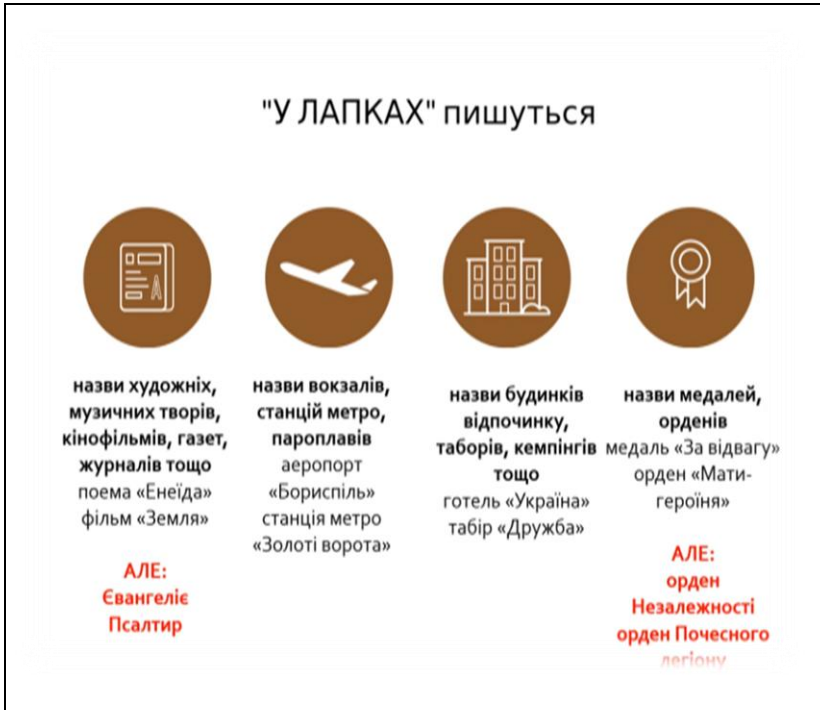 "У ЛАПКАХ" пишуться
назви художніх,
музичних творів,
кінофільмів, газет,
журналів тощо
поема «Енеїда»
фільм «Земля»
АЛЕ:
Євангеліє
Псалтир
назви вокзалів,
станцій метро,
пароплавів
аеропорт
«Бориспіль»
станція метро
«Золоті ворота»
назви будинків
відпочинку,
таборів, кемпінгів
тощо
готель «Україна»
табір «Дружба»
назви медалей,
орденів
медаль «За відвагу»
орден «Мати-
героїня»
АЛЕ:
орден
Незалежності
орден Почесного
легіону